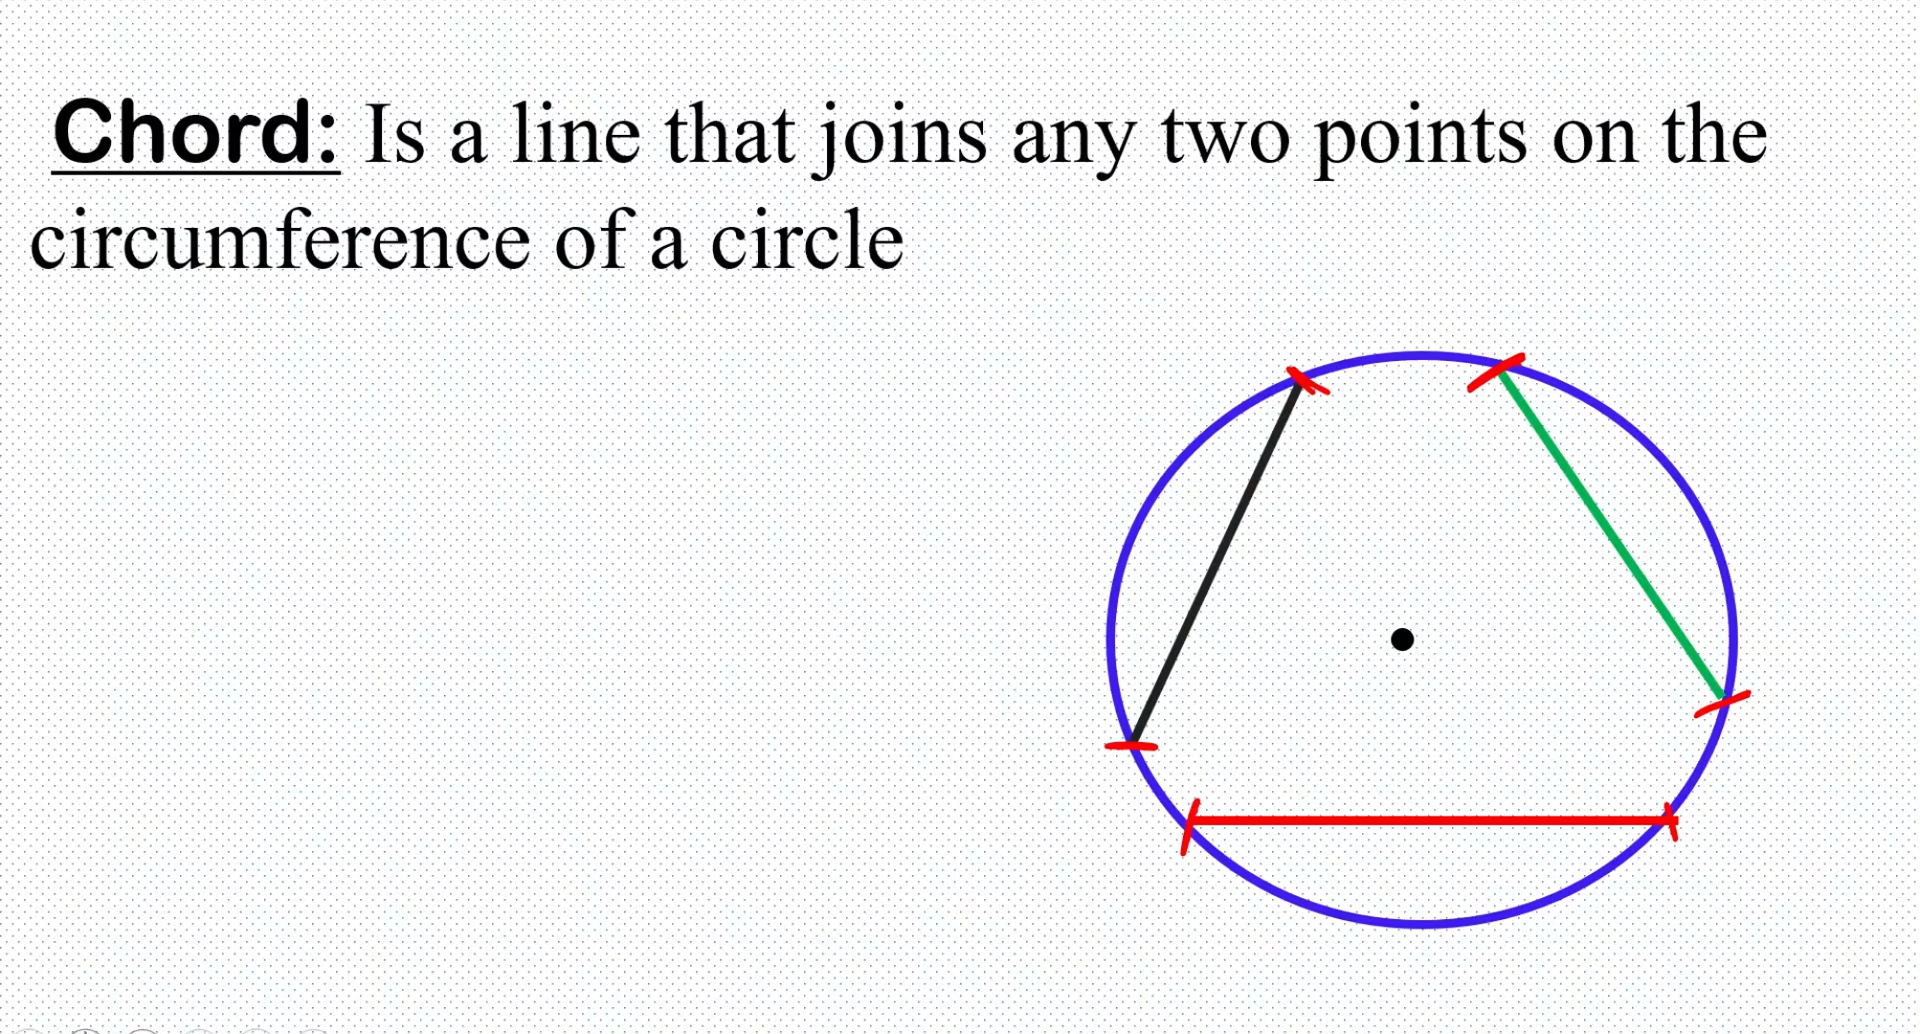 Chord: Is a line that joins any two points on the
circumference of a circle